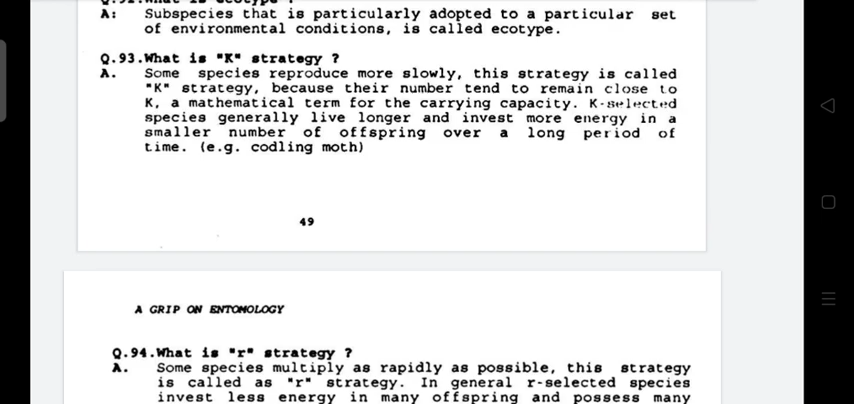 A: Subspecies that is particularly adopted to a particular set
of environmental conditions, is called ecotype.
Q.93.What is "K" strategy ?
A. Some species reproduce more slowly, this strategy is called
"K" strategy, because their number tend to remain close to
K, a mathematical term for the carrying capacity. K-selected
species generally live longer and invest more energy in a
smaller number of offspring over a long period of
time. (e.g. codling moth)
49
A GRIP ON ENTOMOLOGY
Q.94.What is "r" strategy ?
A. Some species multiply as rapidly as possible, this strategy
is called as "r" strategy. In general r-selected species
invest less energy in many offspring and possess many